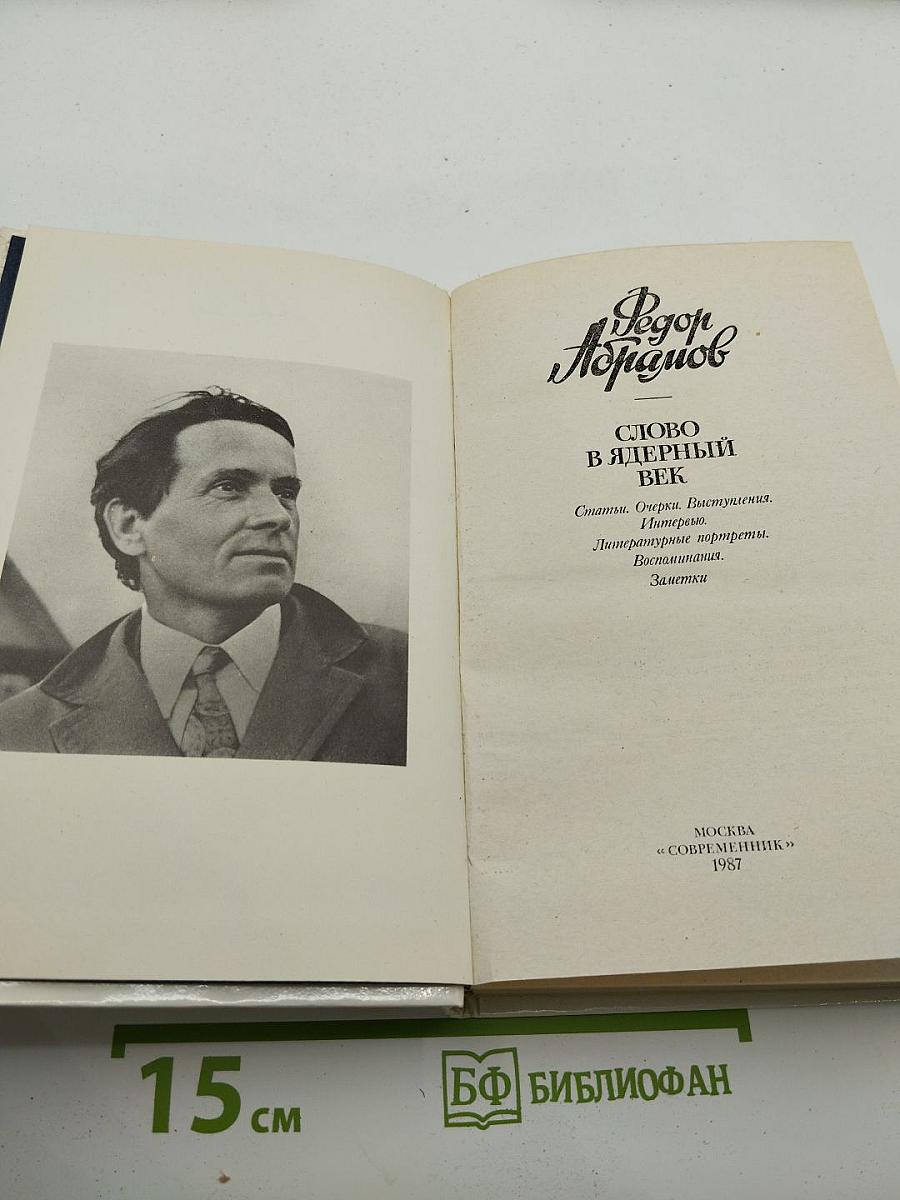 Федор
Абрамов
СЛОВО
В ЯДЕРНЫЙ
ВЕК
Статьи. Очерки. Выступления.
Интервью.
Литературные портреты.
Воспоминания.
Заметки
МОСКВА
«СОВРЕМЕННИК»
1987
15 см
БФ БИБЛИОФАН